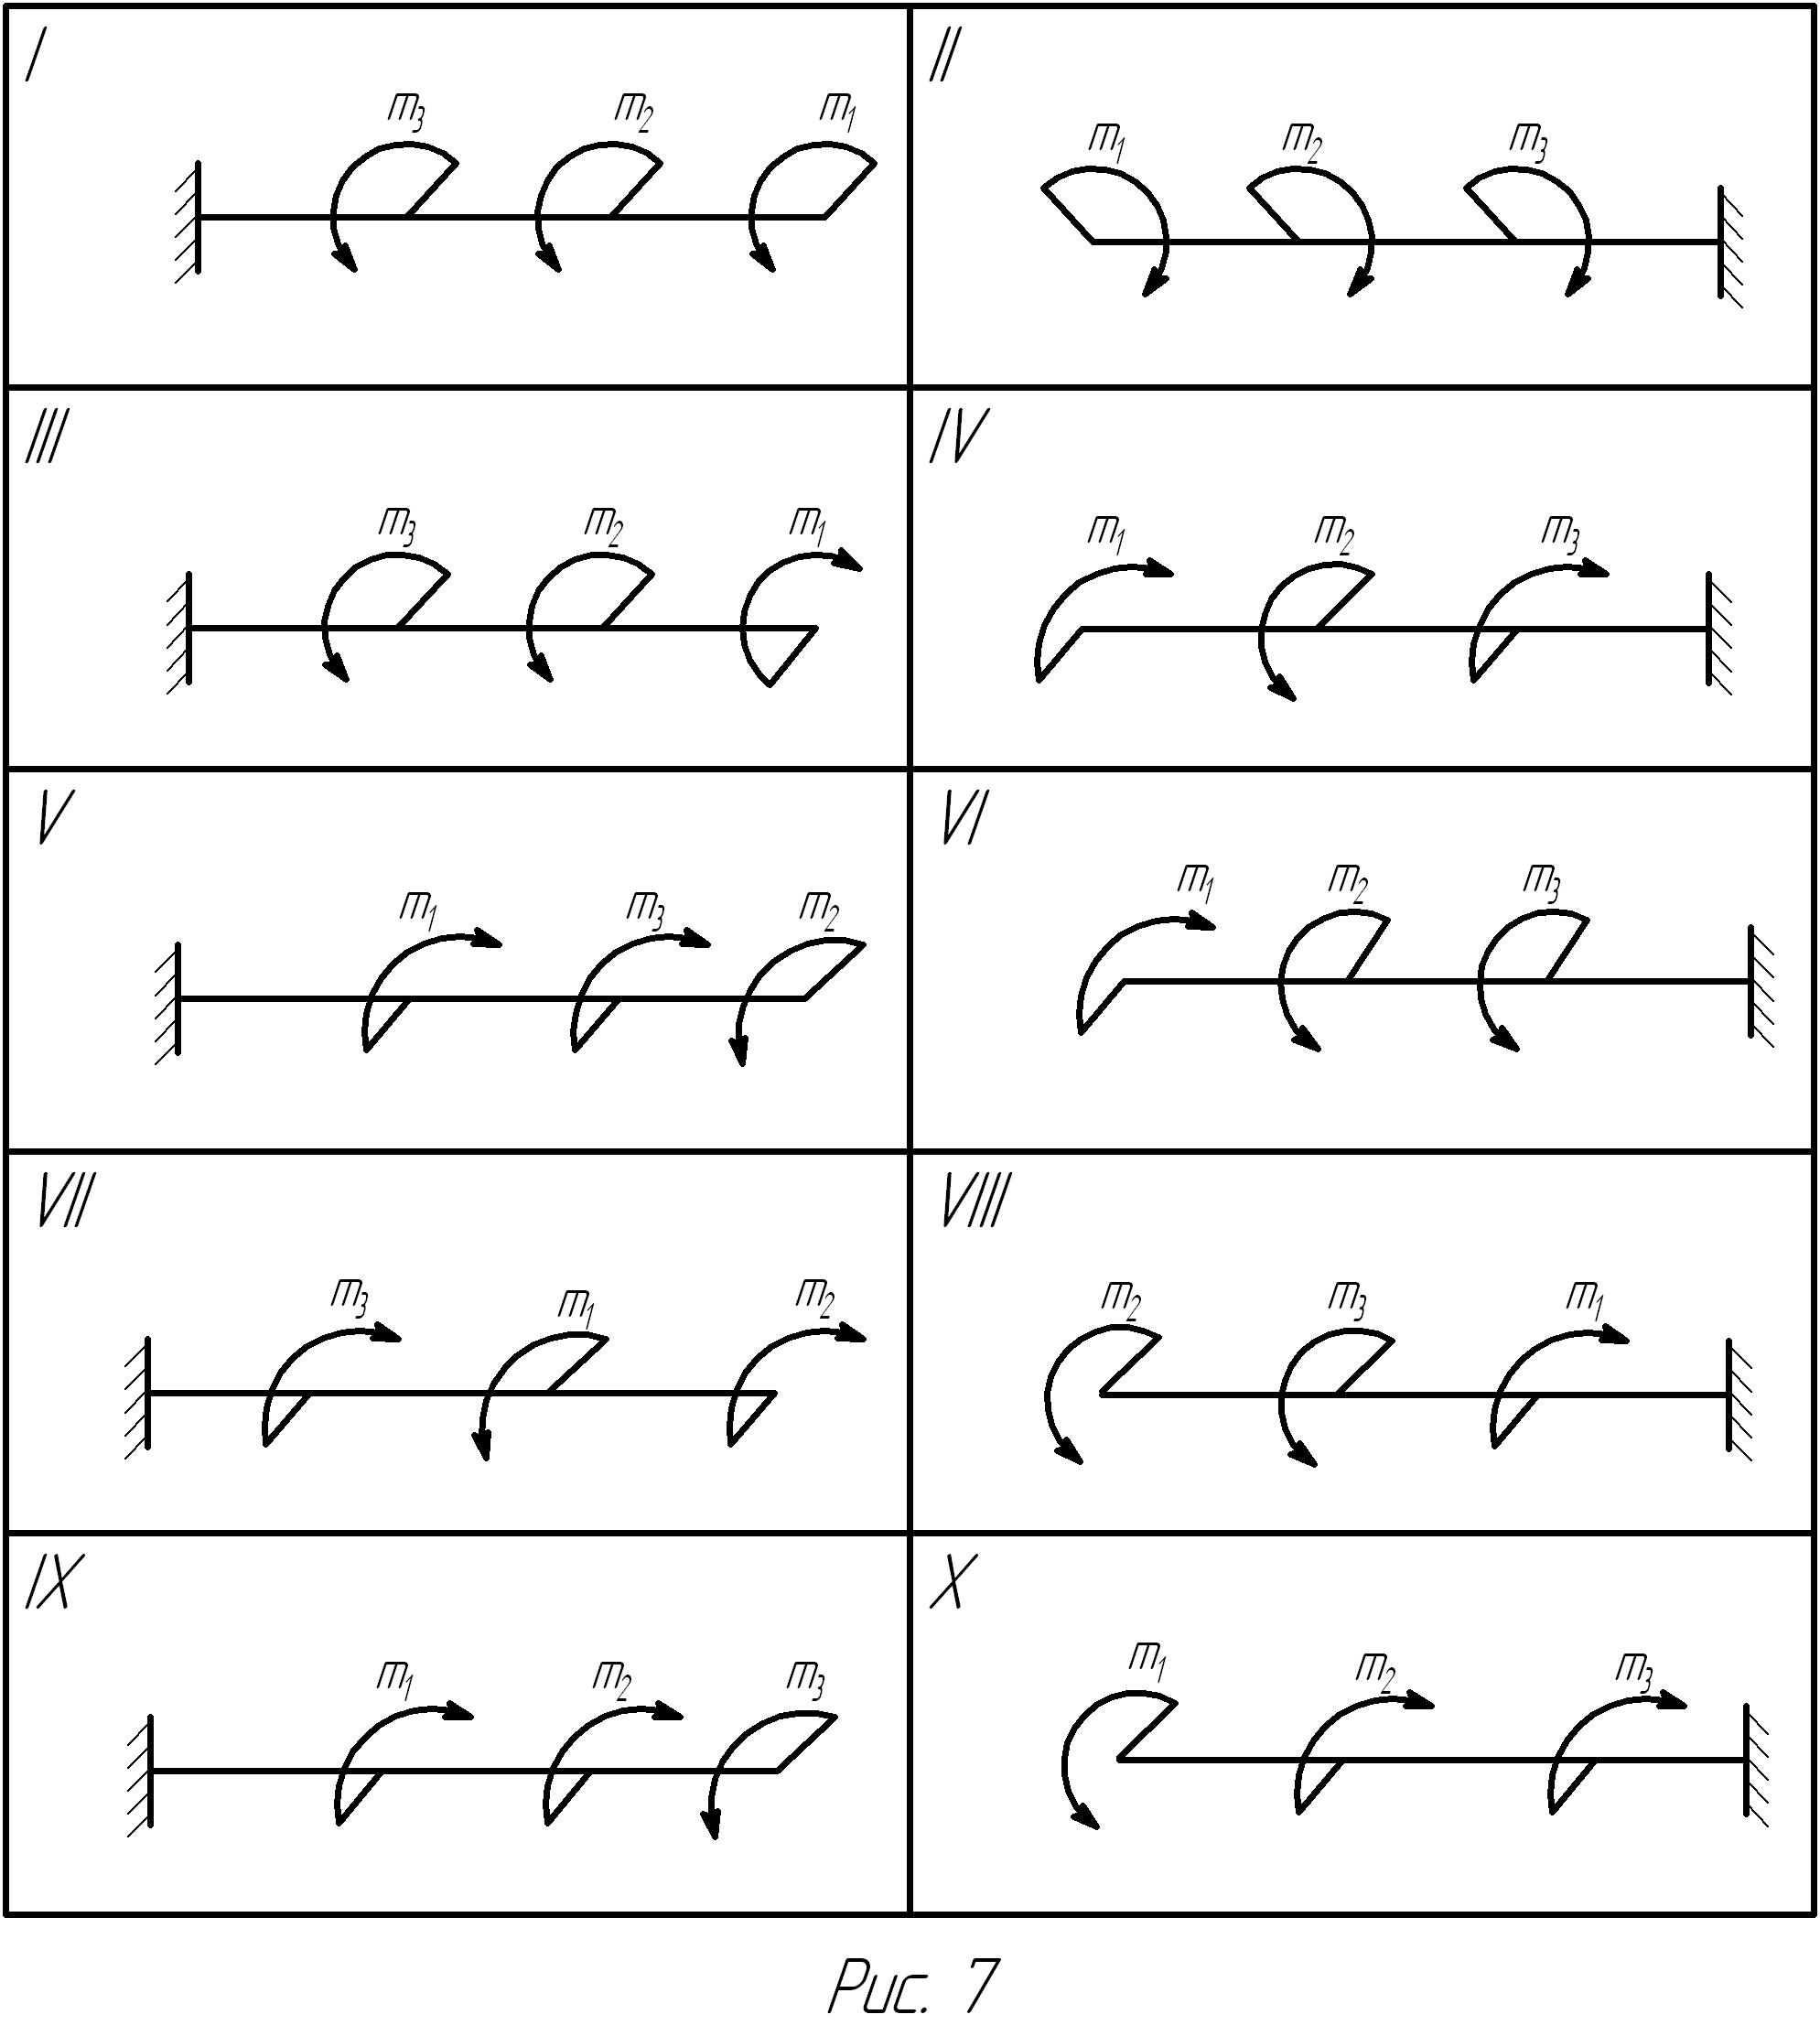 I
m3 m2 m1
II
m1 m2 m3
III
m3 m2 m1
IV
m1 m2 m3
V
m1 m3 m2
VI
m1 m2 m3
VII
m3 m1 m2
VIII
m2 m3 m1
IX
m1 m2 m3
X
m1 m2 m3
Рис. 7